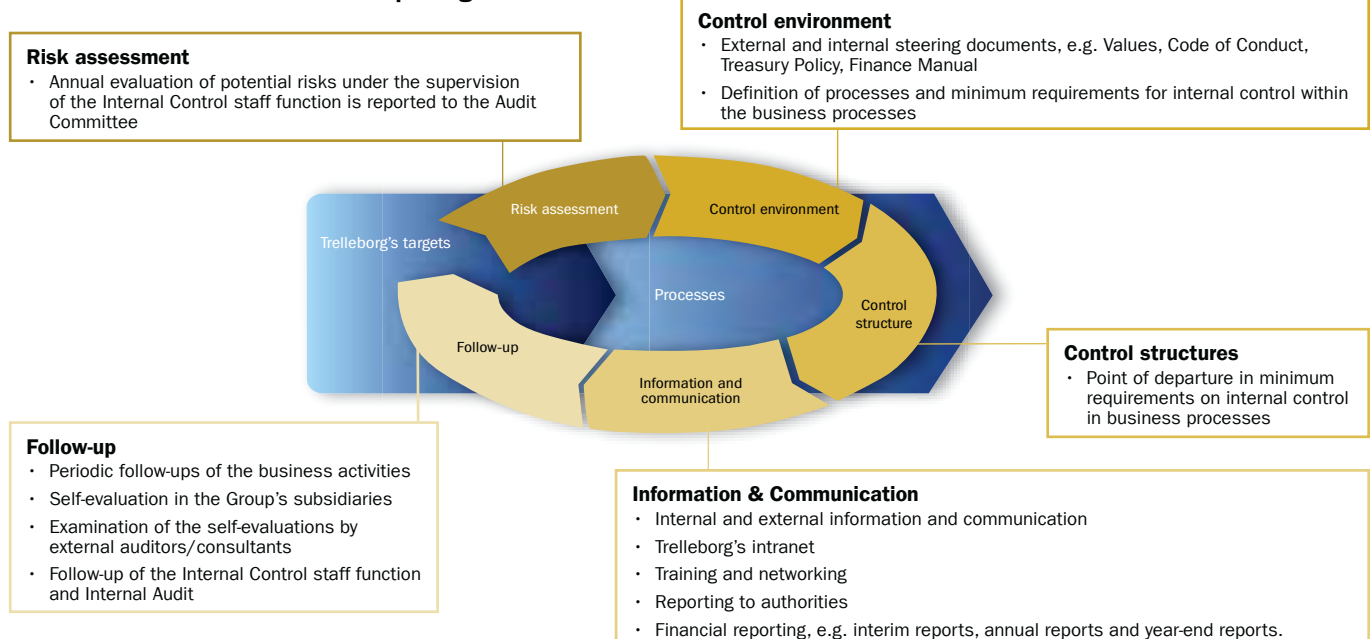 Control environment
• External and internal steering documents, e.g. Values, Code of Conduct,
Treasury Policy, Finance Manual
• Definition of processes and minimum requirements for internal control within
the business processes
Risk assessment
• Annual evaluation of potential risks under the supervision
of the Internal Control staff function is reported to the Audit
Committee
Risk assessment
Control environment
Trelleborg's targets
Processes
Control
structure
Follow-up
Information and
communication
Control structures
• Point of departure in minimum
requirements on internal control
in business processes
Follow-up
• Periodic follow-ups of the business activities
• Self-evaluation in the Group's subsidiaries
• Examination of the self-evaluations by
external auditors/consultants
• Follow-up of the Internal Control staff function
and Internal Audit
Information & Communication
• Internal and external information and communication
• Trelleborg's intranet
• Training and networking
• Reporting to authorities
• Financial reporting, e.g. interim reports, annual reports and year-end reports.